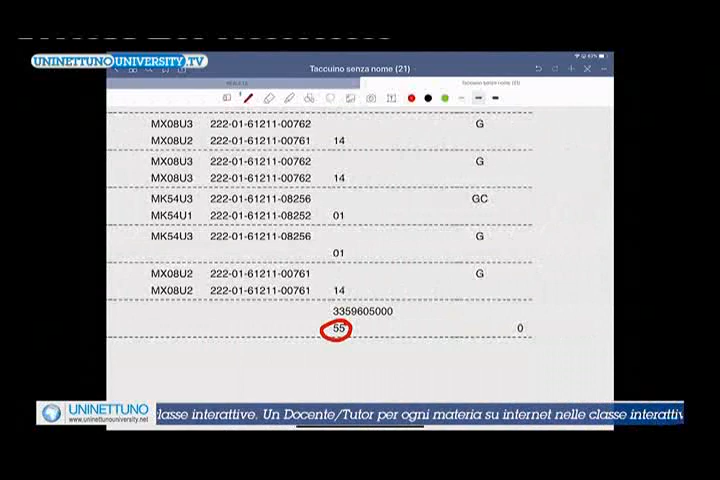 UNINETTUNOUNIVERSITY.TV
Taccuino senza nome (21)
Taccuino senza nome (21)
MX08U3 222-01-61211-00762 G
MX08U2 222-01-61211-00761 14
MX08U3 222-01-61211-00762 G
MX08U3 222-01-61211-00762 14
MK54U3 222-01-61211-08256 GC
MK54U1 222-01-61211-08252 01
MK54U3 222-01-61211-08256 G
01
MX08U2 222-01-61211-00761 G
MX08U2 222-01-61211-00761 14
3359605000
55 0
UNINETTUNO
www.uninettunouniversity.net
classe interattive. Un Docente/Tutor per ogni materia su internet nelle classe interattiv